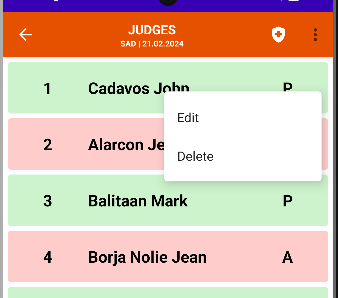 JUDGES
SAD | 21.02.2024
1 Cadavos John P
Edit
2 Alarcon Je
Delete
3 Balitaan Mark P
4 Borja Nolie Jean A